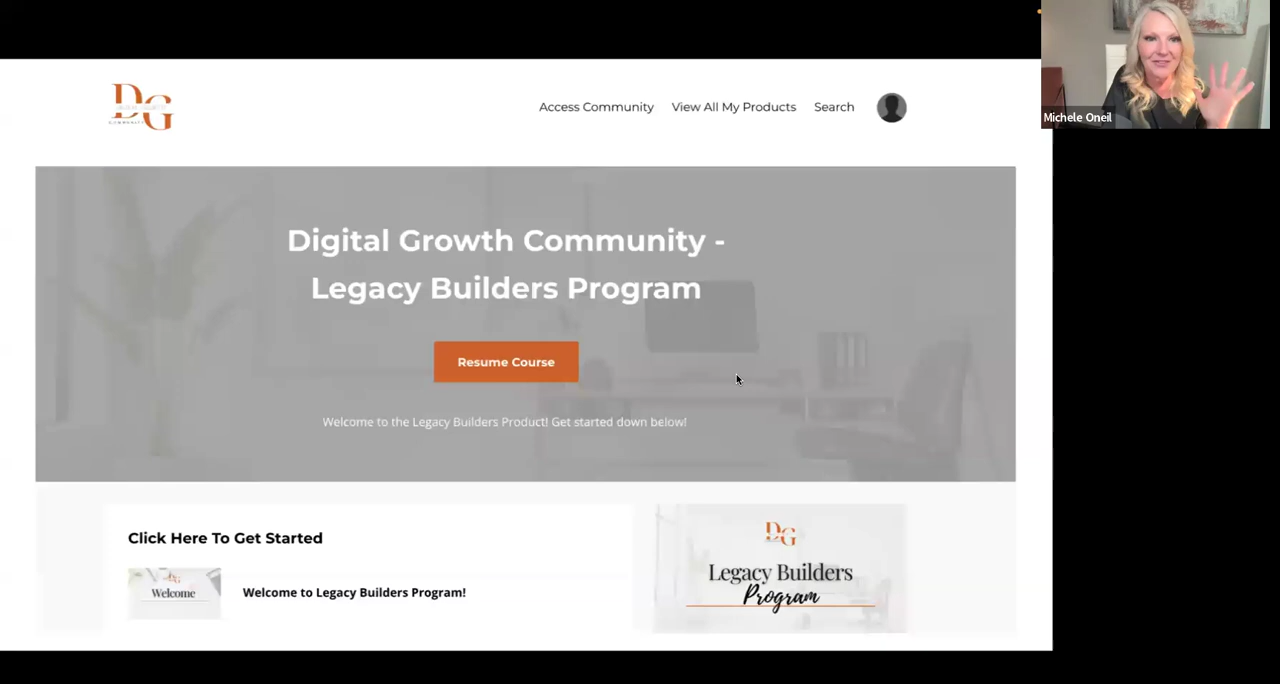 Michele Oneil
DG
COMMUNITY
Access Community
View All My Products
Search
Digital Growth Community -
Legacy Builders Program
Resume Course
Welcome to the Legacy Builders Product! Get started down below!
Click Here To Get Started
DG
Welcome
Welcome to Legacy Builders Program!
DG
Legacy Builders
Program